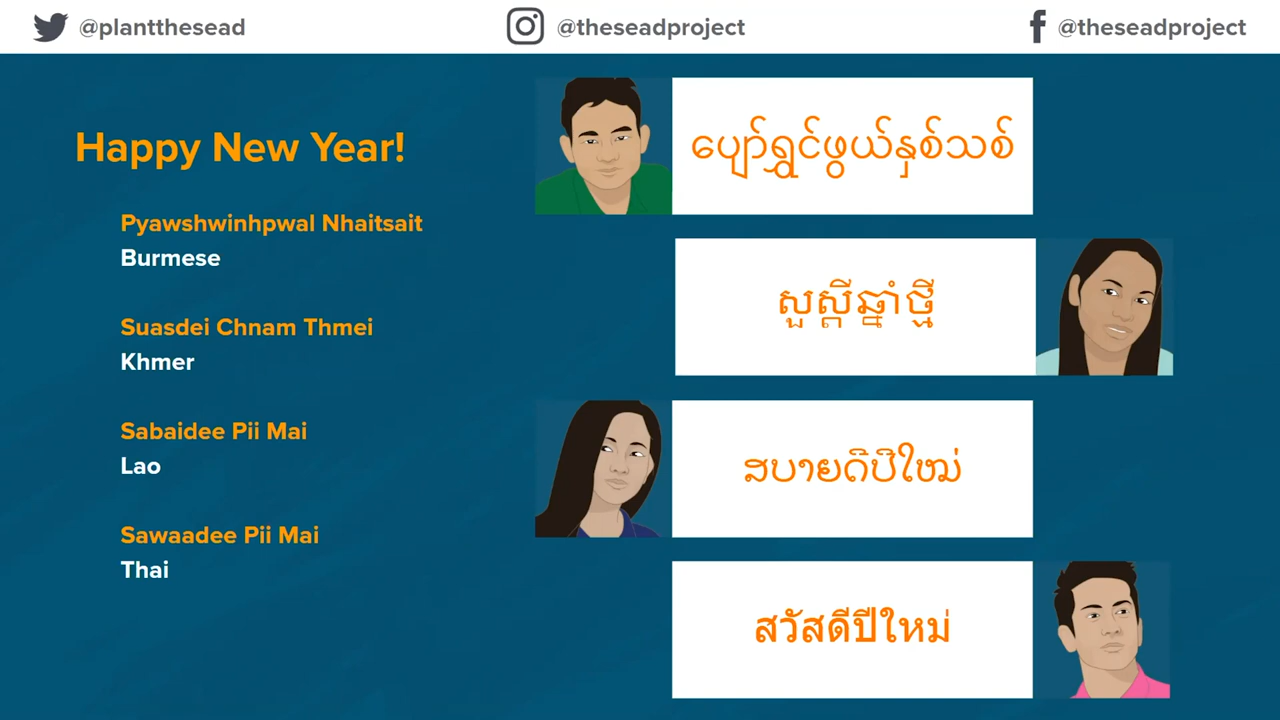 @plantthesead
@theseadproject
@theseadproject
Happy New Year!
Pyawshwinhpwal Nhaitsait
Burmese
Suasdei Chnam Thmei
Khmer
Sabaidee Pii Mai
Lao
Sawaadee Pii Mai
Thai
ပျော်ရွှင်ဖွယ်နှစ်သစ်
សួស្តីឆ្នាំថ្មី
ສບາຍດີປີໃໝ່
สวัสดีปีใหม่